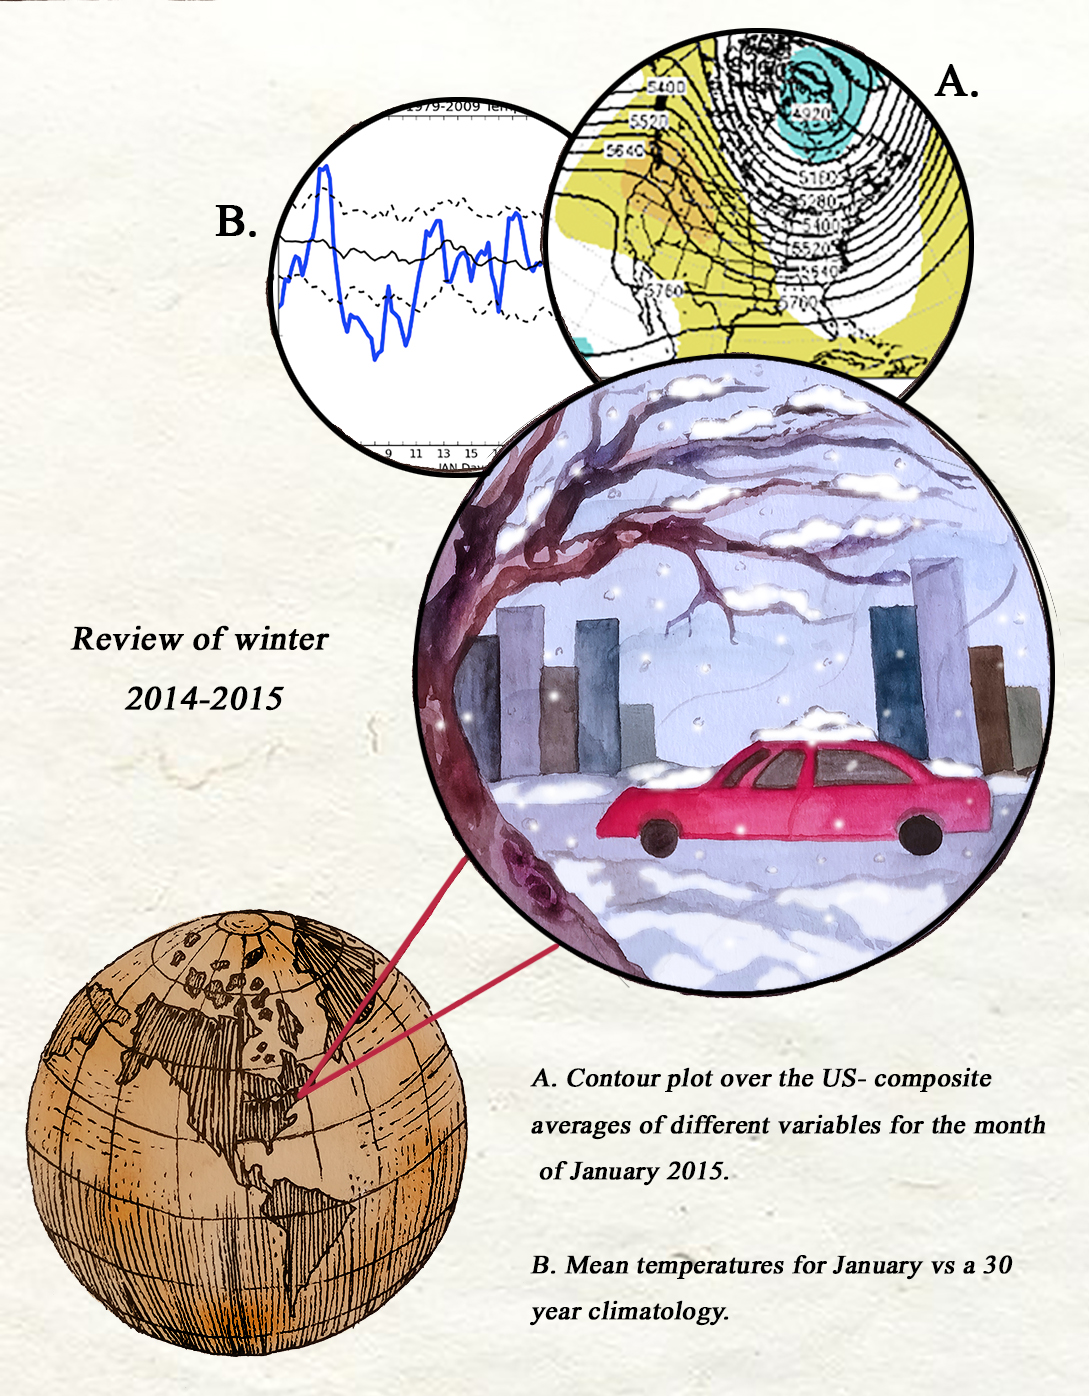 A.
1979-2009 Temp
5400
5520
5640
4920
5160
5280
5400
5520
5640
5760
5760
B.
9 11 13 15
JAN Day
Review of winter
2014-2015
A. Contour plot over the US- composite
averages of different variables for the month
of January 2015.
B. Mean temperatures for January vs a 30
year climatology.